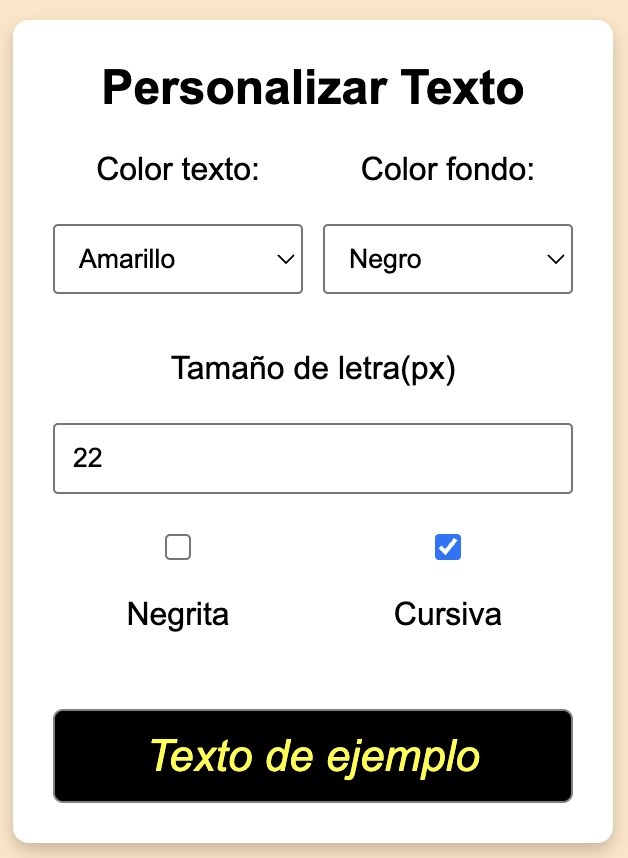 Personalizar Texto
Color texto: Color fondo:
Amarillo Negro
Tamaño de letra(px)
22
Negrita Cursiva
Texto de ejemplo